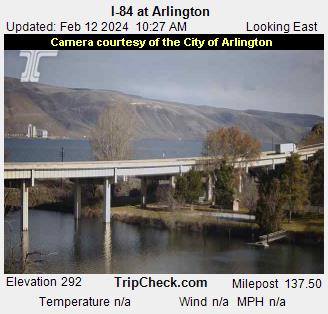 I-84 at Arlington
Updated: Feb 12 2024 10:27 AM Looking East
Camera courtesy of the City of Arlington
Elevation 292 TripCheck.com Milepost 137.50
Temperature n/a Wind n/a MPH n/a